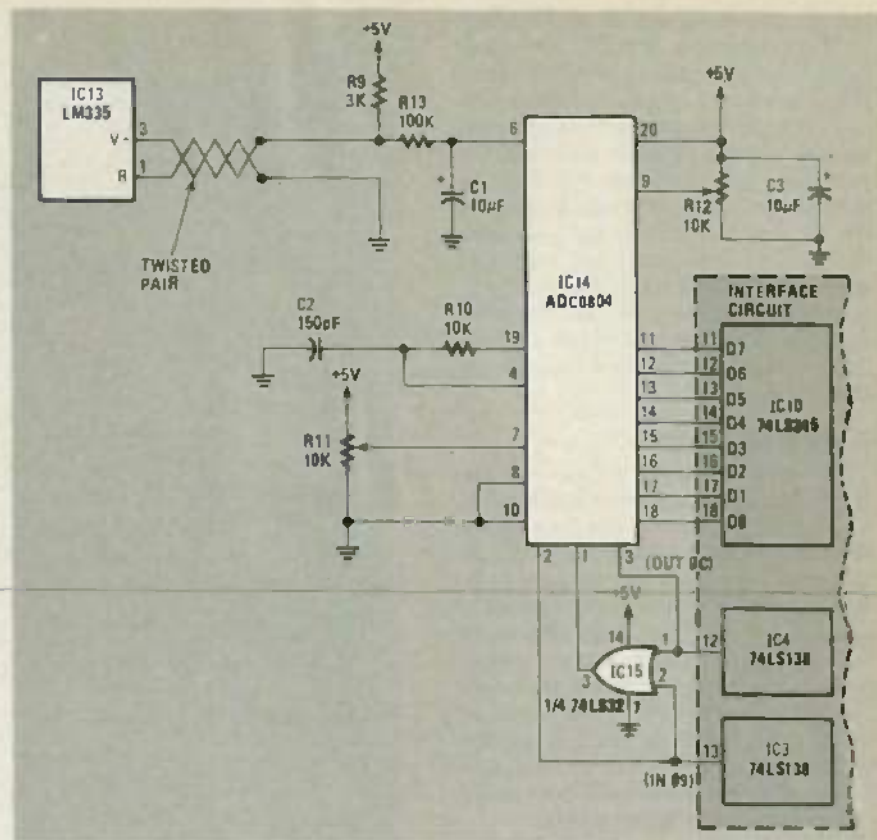 +5V
IC13
LM335
V+
3
R
1
TWISTED
PAIR
R9
3K
R13
100K
C1
10µF
+
6
20
9
+5V
R12
10K
C3
10µF
+
IC14
ADC0804
C2
150pF
R10
10K
19
4
+5V
R11
10K
7
8
10
INTERFACE
CIRCUIT
11 11 D7
12 12 D6
13 13 D5
14 14 D4
15 15 D3
16 16 D2
17 17 D1
18 18 D0
IC10
2 1 3
(OUT 0C)
+5V
14
1
IC15
3
2
1/4 74LS32
7
12
IC4
74LS138
13
IC3
74LS138
(IN 09)